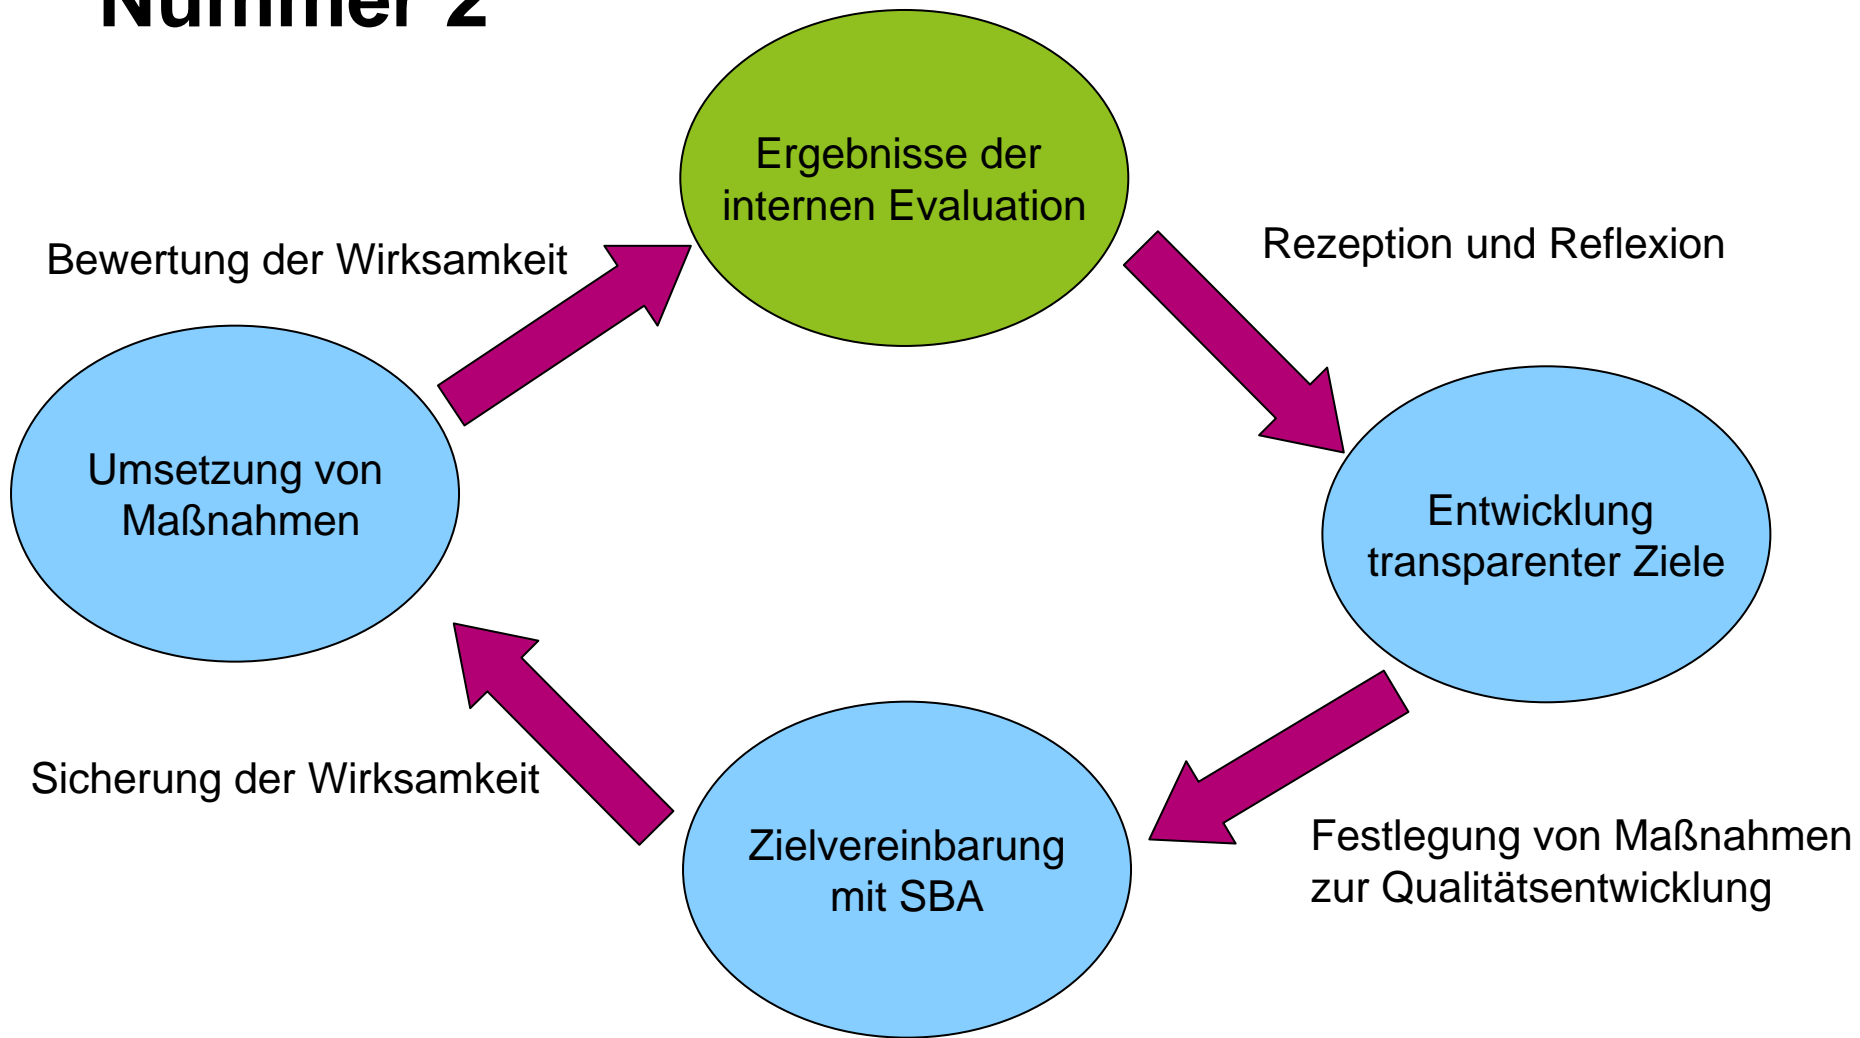 Nummer 2
Ergebnisse der
internen Evaluation
Rezeption und Reflexion
Bewertung der Wirksamkeit
Umsetzung von
Maßnahmen
Entwicklung
transparenter Ziele
Sicherung der Wirksamkeit
Zielvereinbarung
mit SBA
Festlegung von Maßnahmen
zur Qualitätsentwicklung